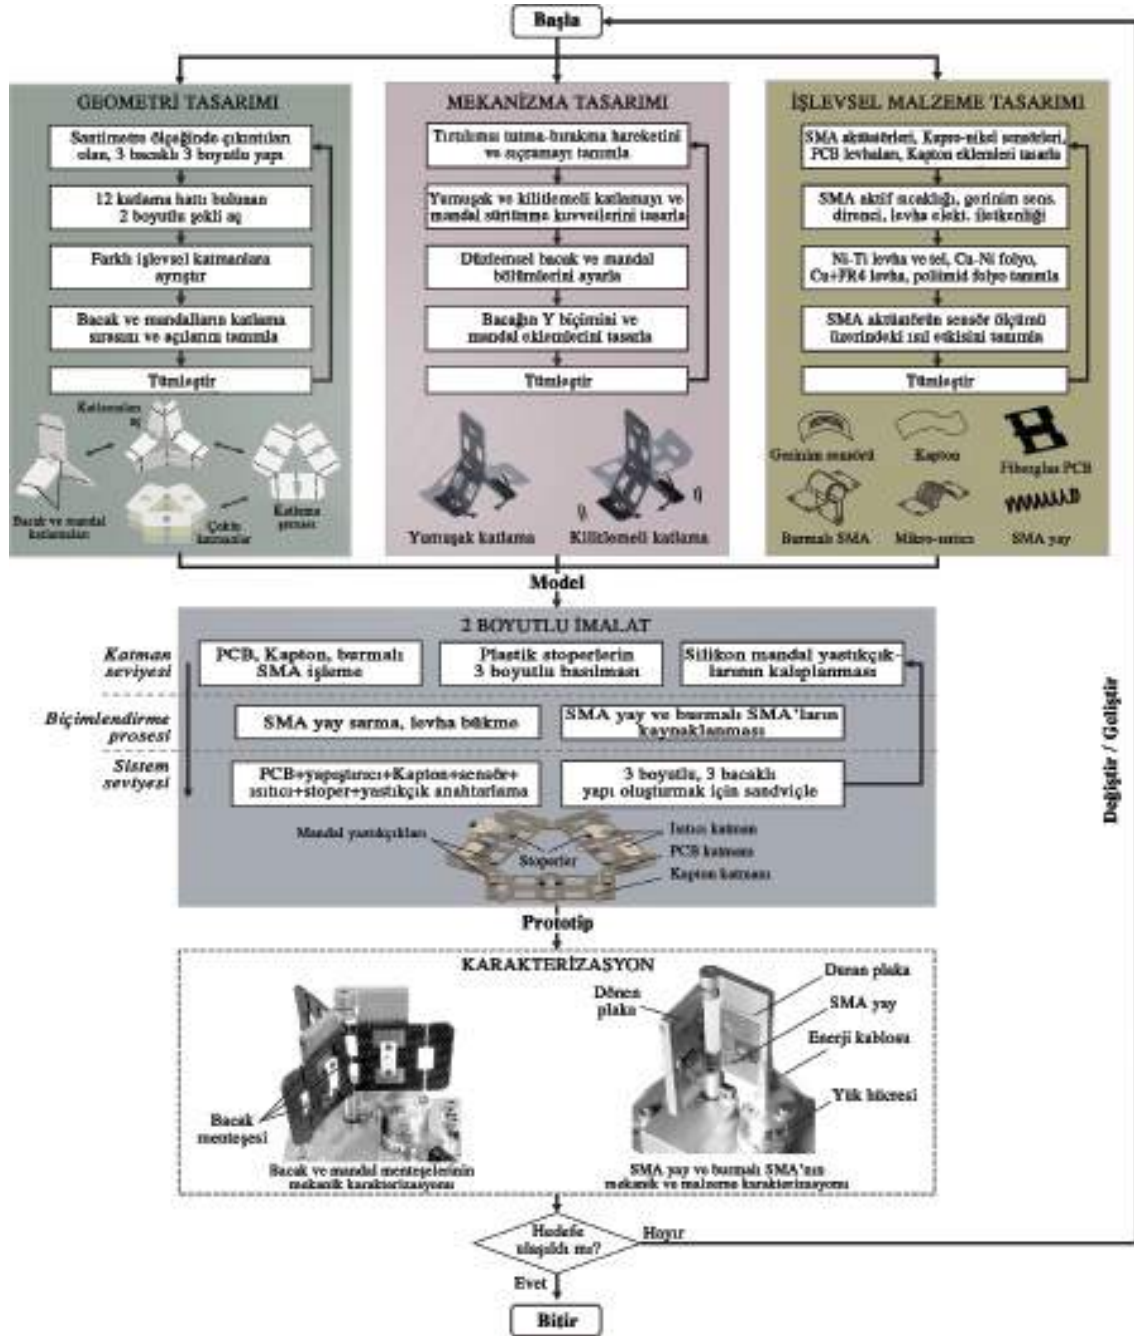 Başla
GEOMETRİ TASARIMI
Santimetre ölçeğinde çıkıntıları
olan, 3 bacaklı 3 boyutlu yapı
12 katlama hattı bulunan
2 boyutlu şekli aç
Farklı işlevsel katmanlara
ayrıştır
Bacak ve mandalların katlama
sırasını ve açılarını tanımla
Tümleştir
Katlamaları
aç
Bacak ve mandal
katlamaları
Çoklu
katmanlar
Katlama
şeması
MEKANİZMA TASARIMI
Tırtılımsı tutma-bırakma hareketini
ve sıçramayı tanımla
Yumuşak ve kilitlemeli katlamayı ve
mandal sürtünme kuvvetlerini tasarla
Düzlemsel bacak ve mandal
bölümlerini ayarla
Bacağın Y biçimini ve
mandal eklemlerini tasarla
Tümleştir
Yumuşak katlama
Kilitlemeli katlama
İŞLEVSEL MALZEME TASARIMI
SMA aktüatörleri, Kapro-nikel sensörleri,
PCB levhaları, Kapton eklemleri tasarla
SMA aktif sıcaklığı, gerinim sens.
direnci, levha elekt. iletkenliği
Ni-Ti levha ve tel, Cu-Ni folyo,
Cu+FR4 levha, poliimid folyo tanımla
SMA aktüatörün sensör ölçümü
üzerindeki ısıl etkisini tanımla
Tümleştir
Gerinim sensörü
Kapton
Fiberglas PCB
Burmalı SMA
Mikro-ısıtıcı
SMA yay
Model
2 BOYUTLU İMALAT
Katman
seviyesi
PCB, Kapton, burmalı
SMA işleme
Plastik stoperlerin
3 boyutlu basılması
Silikon mandal yastıkçık-
larının kalıplanması
Biçimlendirme
prosesi
SMA yay sarma, levha bükme
SMA yay ve burmalı SMA'ların
kaynaklanması
Sistem
seviyesi
PCB+yapıştırıcı+Kapton+sensör+
ısıtıcı+stoper+yastıkçık anahtarlama
3 boyutlu, 3 bacaklı
yapı oluşturmak için sandviçle
Mandal yastıkçıkları
Stoperler
Isıtıcı katman
PCB katmanı
Kapton katmanı
Prototip
KARAKTERİZASYON
Bacak
menteşesi
Bacak ve mandal menteşelerinin
mekanik karakterizasyonu
Dönen
plaka
Duran plaka
SMA yay
Enerji kablosu
Yük hücresi
SMA yay ve burmalı SMA'nın
mekanik ve malzeme karakterizasyonu
Hedefe
ulaşıldı mı?
Hayır
Evet
Bitir
Değiştir / Geliştir